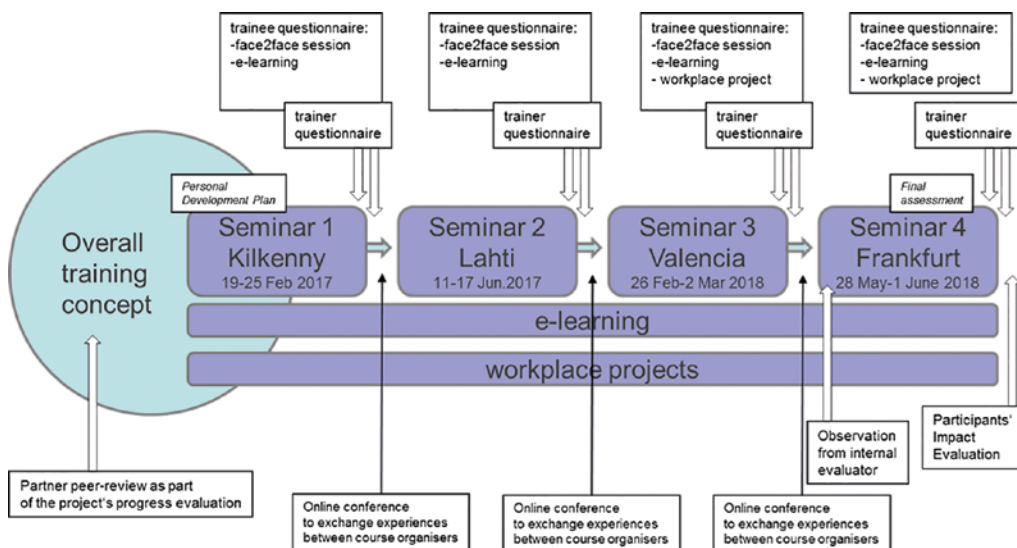 trainee questionnaire:
-face2face session
-e-learning
trainee questionnaire:
-face2face session
-e-learning
trainee questionnaire:
-face2face session
-e-learning
- workplace project
trainee questionnaire:
-face2face session
-e-learning
- workplace project
trainer
questionnaire
trainer
questionnaire
trainer
questionnaire
trainer
questionnaire
Personal
Development Plan
Final
assessment
Overall
training
concept
Seminar 1
Kilkenny
19-25 Feb 2017
Seminar 2
Lahti
11-17 Jun.2017
Seminar 3
Valencia
26 Feb-2 Mar 2018
Seminar 4
Frankfurt
28 May-1 June 2018
e-learning
workplace projects
Partner peer-review as part
of the project's progress evaluation
Online conference
to exchange experiences
between course organisers
Online conference
to exchange experiences
between course organisers
Online conference
to exchange experiences
between course organisers
Observation
from internal
evaluator
Participants'
Impact
Evaluation